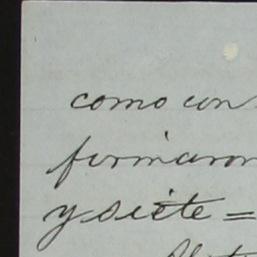 como con
firmaron
y siete =